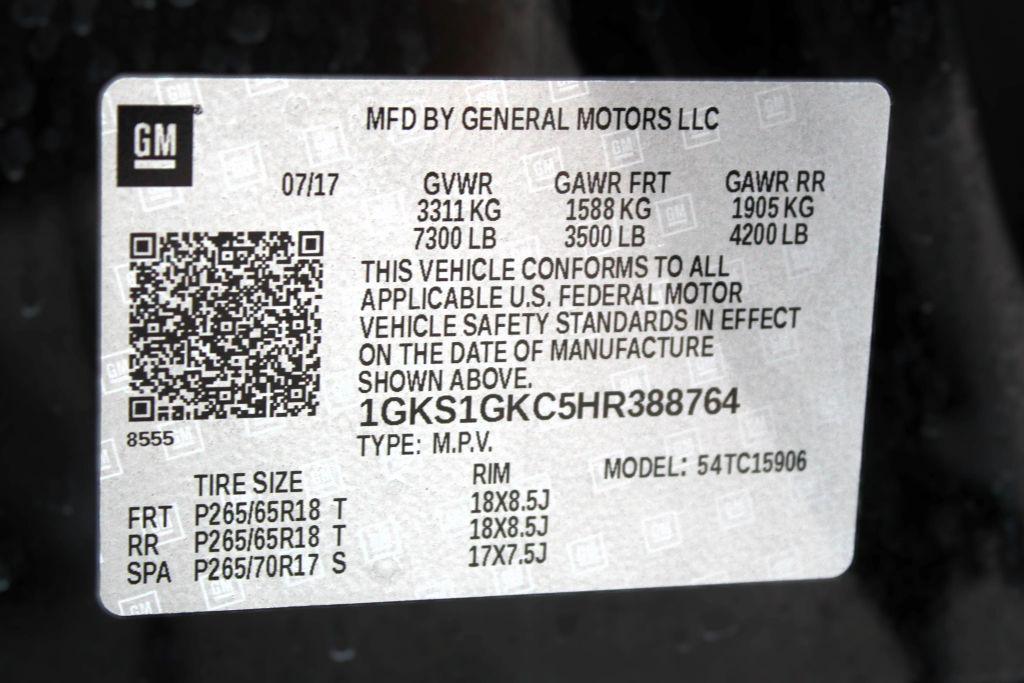 GM
MFD BY GENERAL MOTORS LLC
07/17 GVWR GAWR FRT GAWR RR
3311 KG 1588 KG 1905 KG
7300 LB 3500 LB 4200 LB
THIS VEHICLE CONFORMS TO ALL
APPLICABLE U.S. FEDERAL MOTOR
VEHICLE SAFETY STANDARDS IN EFFECT
ON THE DATE OF MANUFACTURE
SHOWN ABOVE.
1GKS1GKC5HR388764
8555
TYPE: M.P.V.
MODEL: 54TC15906
TIRE SIZE RIM
FRT P265/65R18 T 18X8.5J
RR P265/65R18 T 18X8.5J
SPA P265/70R17 S 17X7.5J